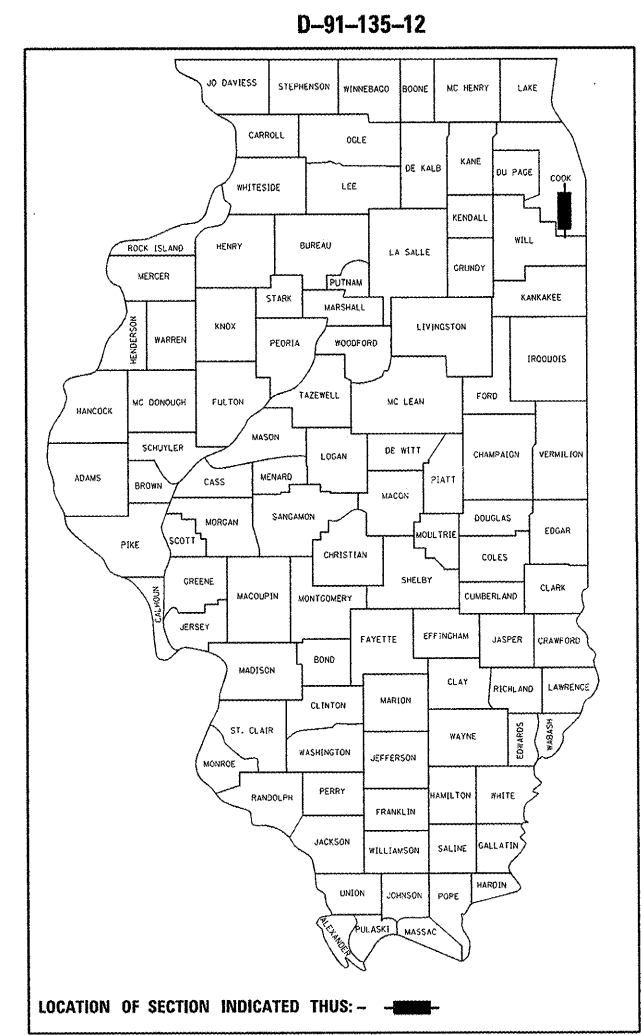 D-91-135-12
JO DAVIESS
STEPHENSON
WINNEBAGO
BOONE
MC HENRY
LAKE
CARROLL
OGLE
DE KALB
KANE
DU PAGE
COOK
WHITESIDE
LEE
KENDALL
WILL
ROCK ISLAND
HENRY
BUREAU
LA SALLE
GRUNDY
MERCER
PUTNAM
STARK
MARSHALL
KANKAKEE
HENDERSON
WARREN
KNOX
PEORIA
WOODFORD
LIVINGSTON
IROQUOIS
HANCOCK
MC DONOUGH
FULTON
TAZEWELL
MC LEAN
FORD
MASON
SCHUYLER
LOGAN
DE WITT
CHAMPAIGN
VERMILION
ADAMS
BROWN
CASS
MENARD
MACON
PIATT
PIKE
SCOTT
MORGAN
SANGAMON
CHRISTIAN
MOULTRIE
DOUGLAS
EDGAR
COLES
SHELBY
GREENE
MACOUPIN
MONTGOMERY
CUMBERLAND
CLARK
CALHOUN
JERSEY
FAYETTE
EFFINGHAM
JASPER
CRAWFORD
MADISON
BOND
CLAY
RICHLAND
LAWRENCE
CLINTON
MARION
ST. CLAIR
WASHINGTON
JEFFERSON
WAYNE
EDWARDS
WABASH
MONROE
RANDOLPH
PERRY
HAMILTON
WHITE
FRANKLIN
JACKSON
WILLIAMSON
SALINE
GALLATIN
UNION
JOHNSON
POPE
HARDIN
ALEXANDER
PULASKI
MASSAC
LOCATION OF SECTION INDICATED THUS: -